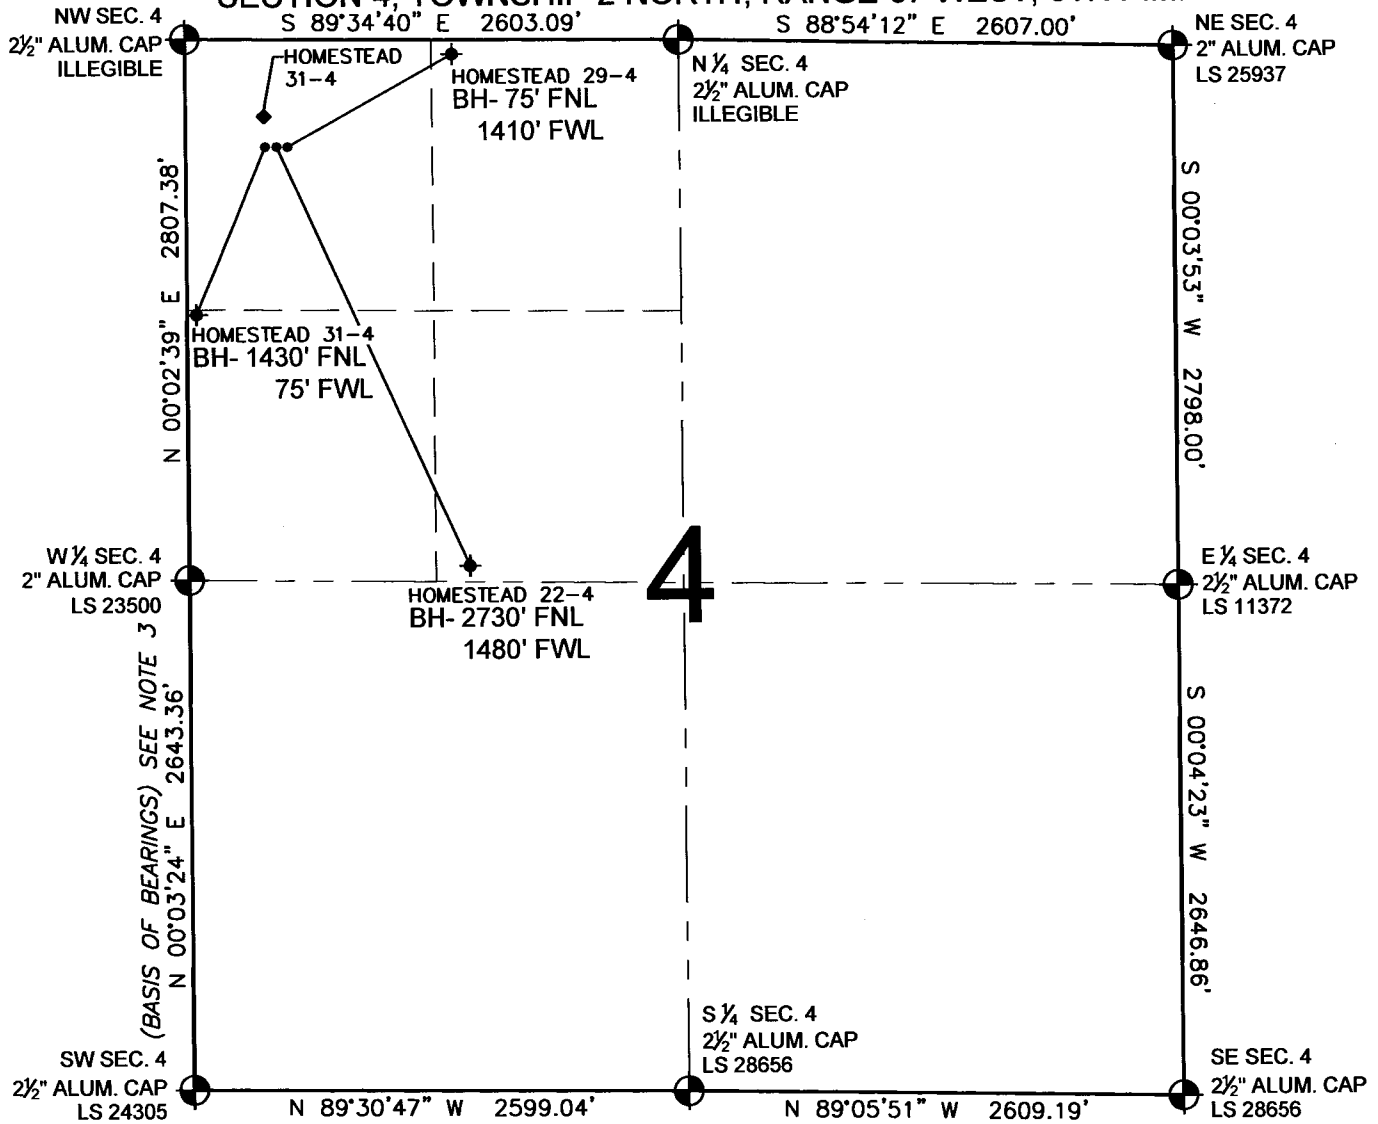 S 89°34'40" E 2603.09'
S 88°54'12" E 2607.00'
NW SEC. 4
2½" ALUM. CAP
ILLEGIBLE
HOMESTEAD
31-4
HOMESTEAD 29-4
BH- 75' FNL
1410' FWL
N ¼ SEC. 4
2½" ALUM. CAP
ILLEGIBLE
NE SEC. 4
2" ALUM. CAP
LS 25937
N 00°02'39" E 2807.38'
S 00°03'53" W 2798.00'
HOMESTEAD 31-4
BH- 1430' FNL
75' FWL
W ¼ SEC. 4
2" ALUM. CAP
LS 23500
HOMESTEAD 22-4
BH- 2730' FNL
1480' FWL
4
E ¼ SEC. 4
2½" ALUM. CAP
LS 11372
(BASIS OF BEARINGS) SEE NOTE 3
N 00°03'24" E 2643.36'
S 00°04'23" W 2646.86'
SW SEC. 4
2½" ALUM. CAP
LS 24305
S ¼ SEC. 4
2½" ALUM. CAP
LS 28656
SE SEC. 4
2½" ALUM. CAP
LS 28656
N 89°30'47" W 2599.04'
N 89°05'51" W 2609.19'